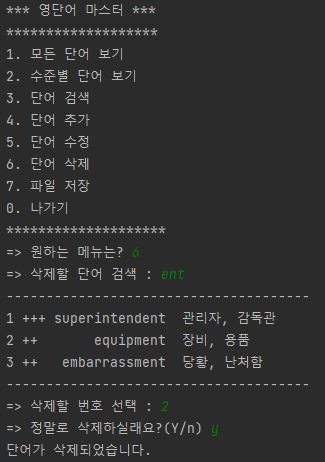 *** 영단어 마스터 ***
*******************
1. 모든 단어 보기
2. 수준별 단어 보기
3. 단어 검색
4. 단어 추가
5. 단어 수정
6. 단어 삭제
7. 파일 저장
0. 나가기
********************
=> 원하는 메뉴는? 6
=> 삭제할 단어 검색 : ent
--------------------------------------
1 +++ superintendent  관리자, 감독관
2 ++       equipment  장비, 용품
3 ++   embarrassment  당황, 난처함
--------------------------------------
=> 삭제할 번호 선택 : 2
=> 정말로 삭제하실래요?(Y/n) y
단어가 삭제되었습니다.